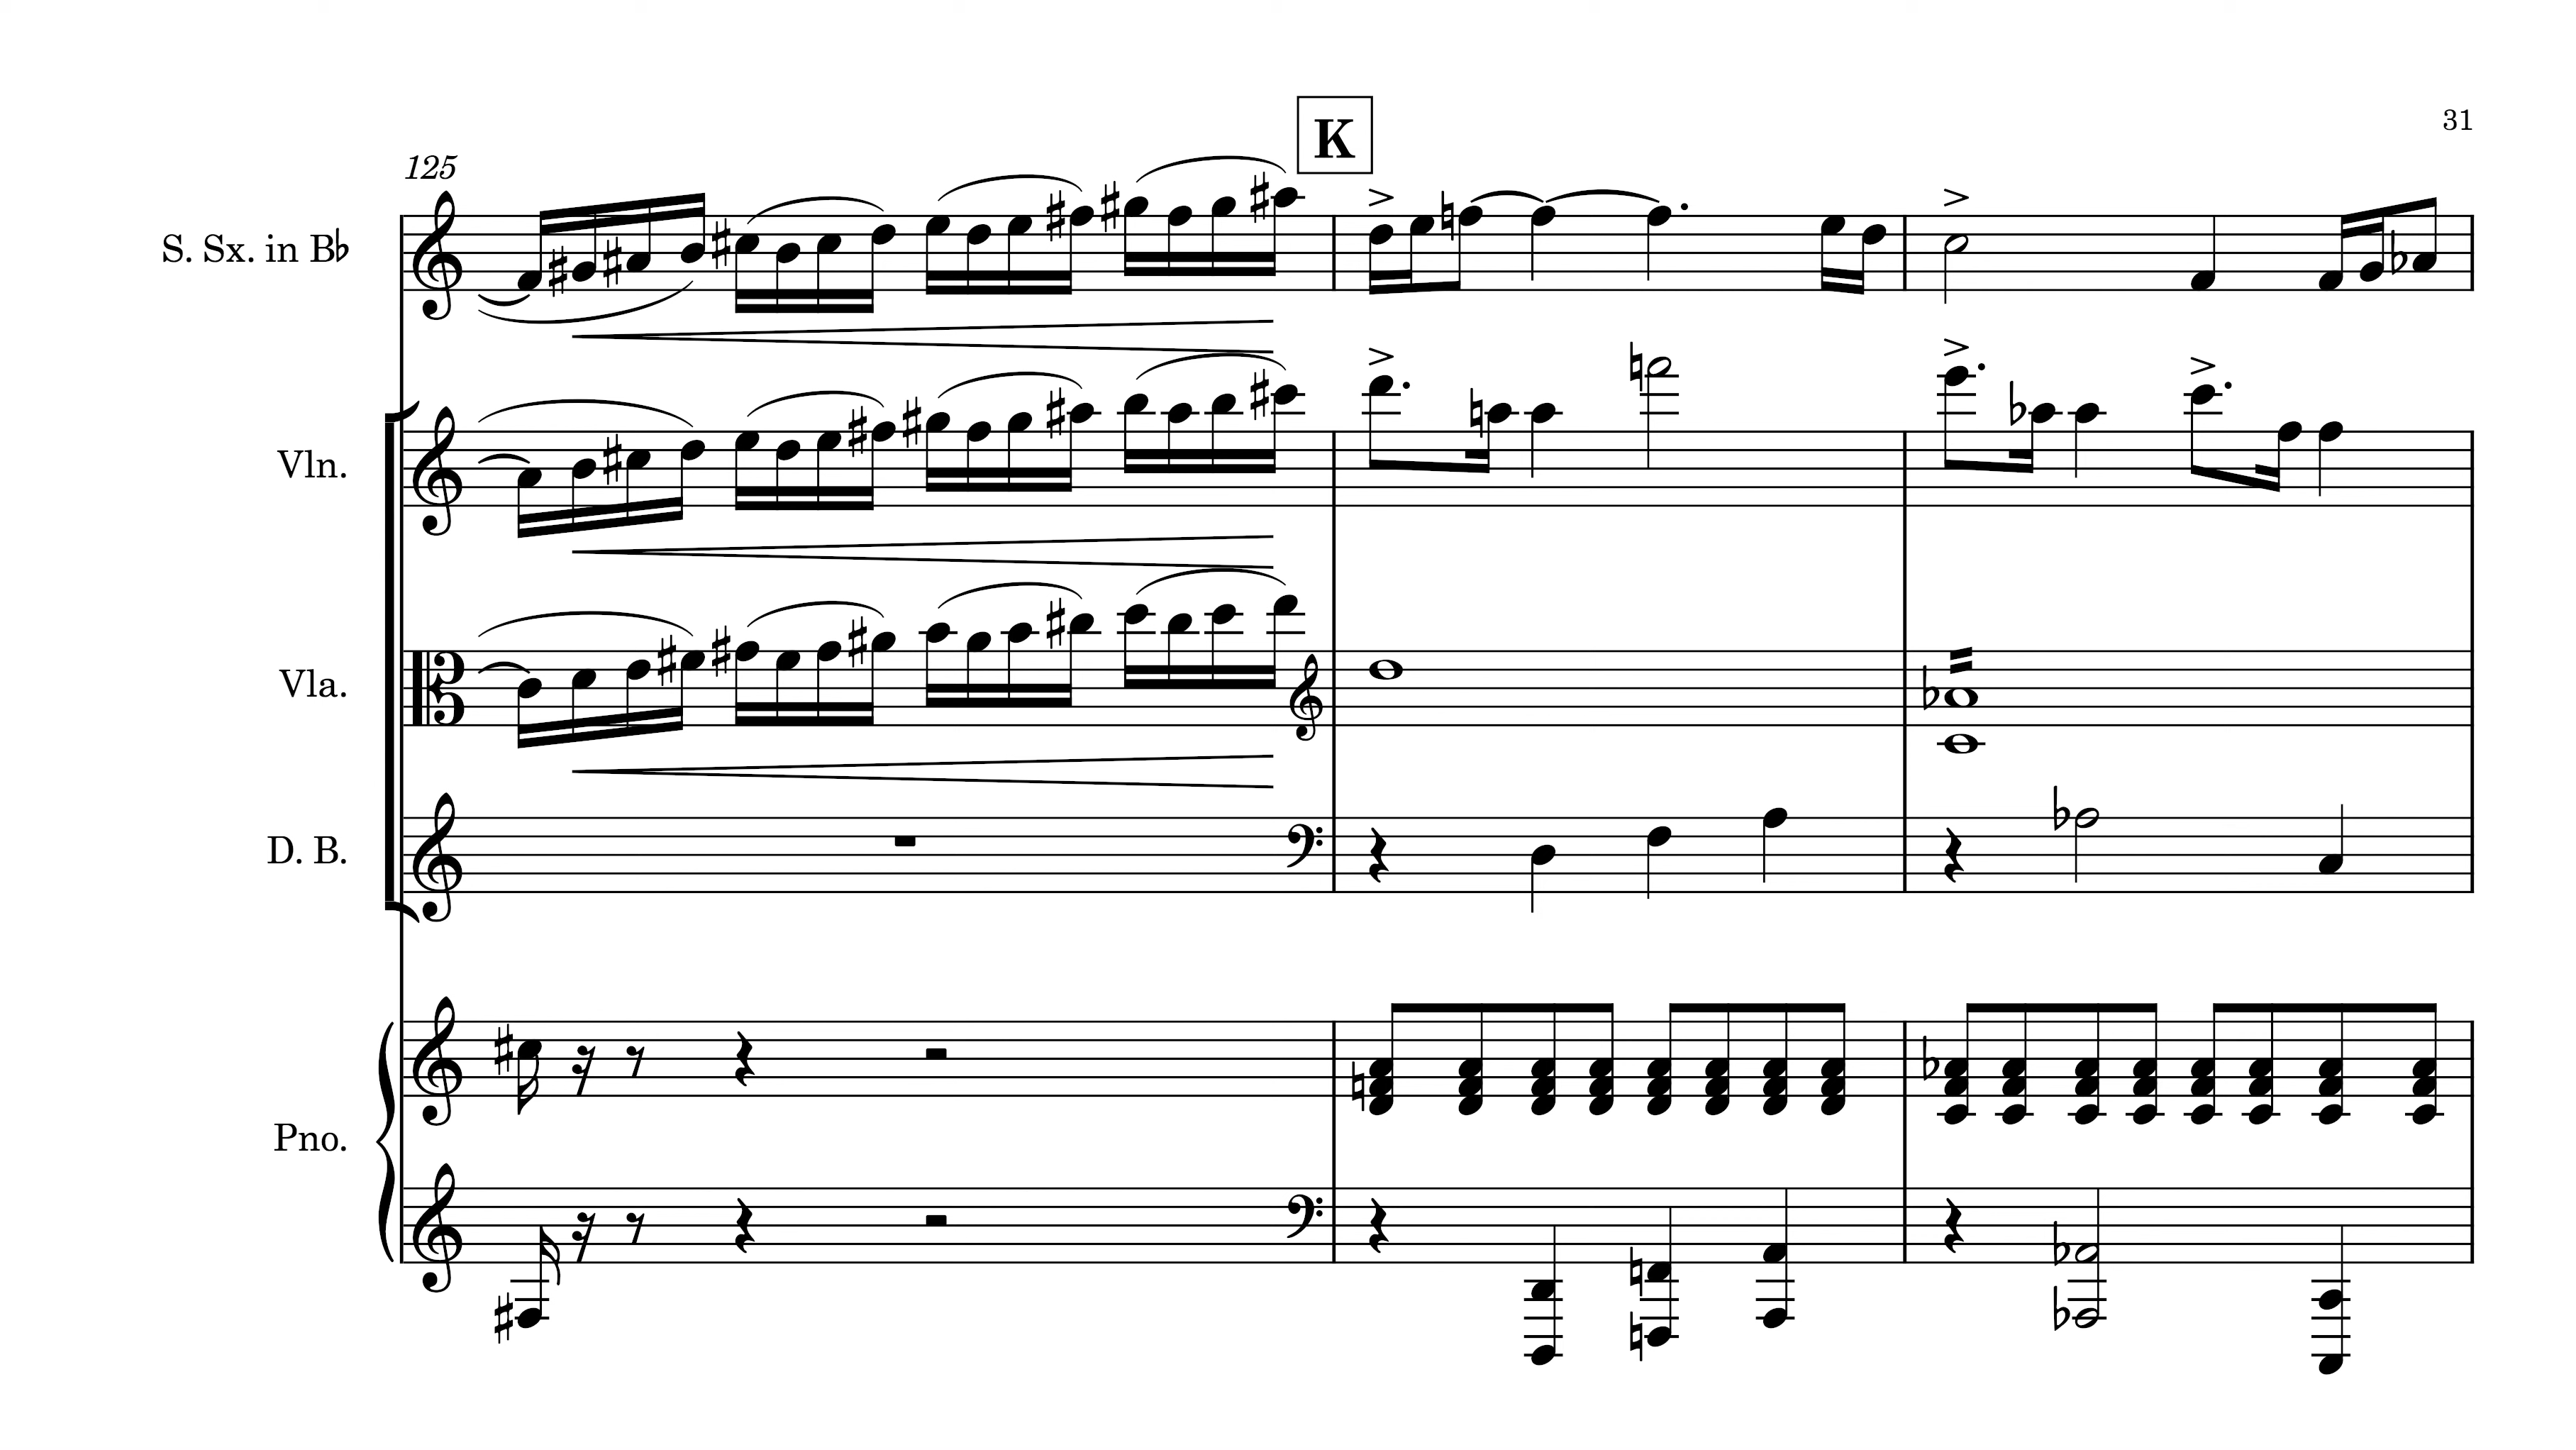 K
31
125
S. Sx. in B♭
Vln.
Vla.
D. B.
Pno.